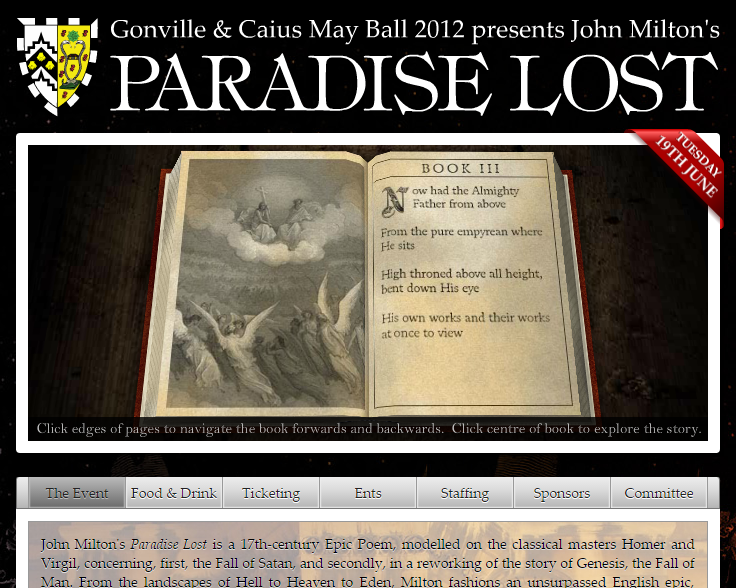 Gonville & Caius May Ball 2012 presents John Milton's
PARADISE LOST
TUESDAY
19TH JUNE
BOOK III
Now had the Almighty
Father from above
From the pure empyrean where
He sits
High throned above all height,
bent down His eye
His own works and their works
at once to view
Click edges of pages to navigate the book forwards and backwards. Click centre of book to explore the story.
The Event Food & Drink Ticketing Ents Staffing Sponsors Committee
John Milton's Paradise Lost is a 17th-century Epic Poem, modelled on the classical masters Homer and
Virgil, concerning, first, the Fall of Satan, and secondly, in a reworking of the story of Genesis, the Fall of
Man. From the landscapes of Hell to Heaven to Eden, Milton fashions an unsurpassed English epic,